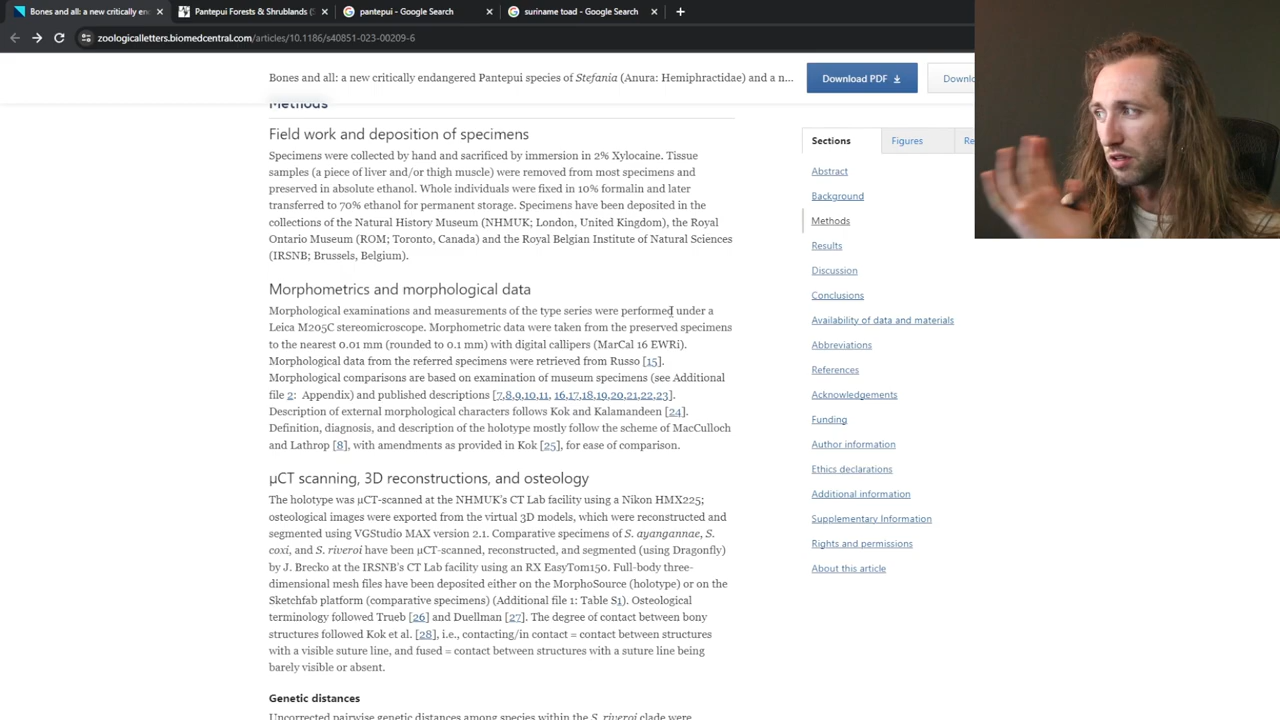 Bones and all: a new critically en
Pantepui Forests & Shrublands (
pantepui - Google Search
suriname toad - Google Search
zoologicalletters.biomedcentral.com/articles/10.1186/s40851-023-00209-6
Bones and all: a new critically endangered Pantepui species of Stefania (Anura: Hemiphractidae) and a n...
Download PDF
Methods
Field work and deposition of specimens
Specimens were collected by hand and sacrificed by immersion in 2% Xylocaine. Tissue
samples (a piece of liver and/or thigh muscle) were removed from most specimens and
preserved in absolute ethanol. Whole individuals were fixed in 10% formalin and later
transferred to 70% ethanol for permanent storage. Specimens have been deposited in the
collections of the Natural History Museum (NHMUK; London, United Kingdom), the Royal
Ontario Museum (ROM; Toronto, Canada) and the Royal Belgian Institute of Natural Sciences
(IRSNB; Brussels, Belgium).
Morphometrics and morphological data
Morphological examinations and measurements of the type series were performed under a
Leica M205C stereomicroscope. Morphometric data were taken from the preserved specimens
to the nearest 0.01 mm (rounded to 0.1 mm) with digital callipers (MarCal 16 EWRi).
Morphological data from the referred specimens were retrieved from Russo [15].
Morphological comparisons are based on examination of museum specimens (see Additional
file 2: Appendix) and published descriptions [7,8,9,10,11, 16,17,18,19,20,21,22,23].
Description of external morphological characters follows Kok and Kalamandeen [24].
Definition, diagnosis, and description of the holotype mostly follow the scheme of MacCulloch
and Lathrop [8], with amendments as provided in Kok [25], for ease of comparison.
µCT scanning, 3D reconstructions, and osteology
The holotype was µCT-scanned at the NHMUK's CT Lab facility using a Nikon HMX225;
osteological images were exported from the virtual 3D models, which were reconstructed and
segmented using VGStudio MAX version 2.1. Comparative specimens of S. ayangannae, S.
coxi, and S. riveroi have been µCT-scanned, reconstructed, and segmented (using Dragonfly)
by J. Brecko at the IRSNB's CT Lab facility using an RX EasyTom150. Full-body three-
dimensional mesh files have been deposited either on the MorphoSource (holotype) or on the
Sketchfab platform (comparative specimens) (Additional file 1: Table S1). Osteological
terminology followed Trueb [26] and Duellman [27]. The degree of contact between bony
structures followed Kok et al. [28], i.e., contacting/in contact = contact between structures
with a visible suture line, and fused = contact between structures with a suture line being
barely visible or absent.
Genetic distances
Uncorrected pairwise genetic distances among species within the S. riveroi clade were
Sections
Figures
Abstract
Background
Methods
Results
Discussion
Conclusions
Availability of data and materials
Abbreviations
References
Acknowledgements
Funding
Author information
Ethics declarations
Additional information
Supplementary Information
Rights and permissions
About this article